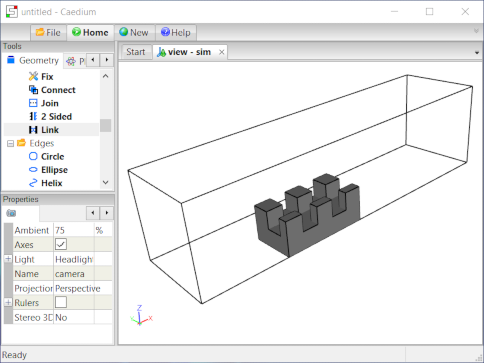 untitled - Caedium
File Home New Help
Tools
Geometry
Start view - sim
Fix
Connect
Join
2 Sided
Link
Edges
Circle
Ellipse
Helix
Properties
Ambient 75 %
Axes
Light Headlight
Name camera
Projection Perspective
Rulers
Stereo 3D No
Z
Y X
Ready